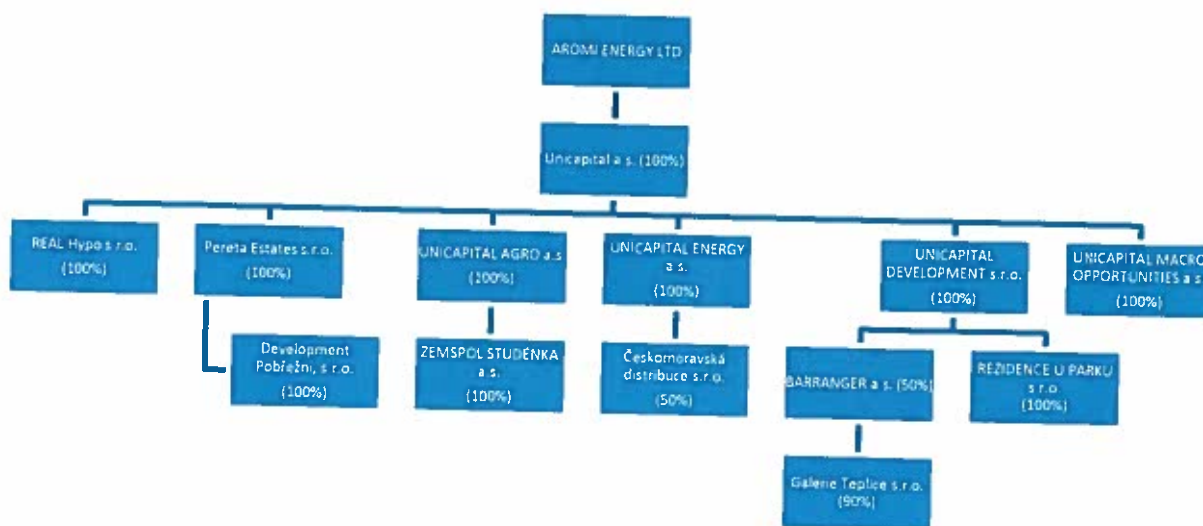 AROMI ENERGY LTD
Unicapital a s. (100%)
REAL Hypo s r.o.
(100%)
Pereta Estates s.r.o.
(100%)
UNICAPITAL AGRO a.s
(100%)
UNICAPITAL ENERGY
a s.
(100%)
UNICAPITAL
DEVELOPMENT s.r.o.
(100%)
UNICAPITAL MACRO
OPPORTUNITIES a s
(100%)
Development
Pobřežní, s r.o.
(100%)
ZEMSPOL STUDÉNKA
a.s.
(100%)
Českomoravská
distribuce s.r.o.
(50%)
BARRANGER a s. (50%)
REZIDENCE U PARKU
s r.o.
(100%)
Galerie Teplice s.r.o.
(90%)